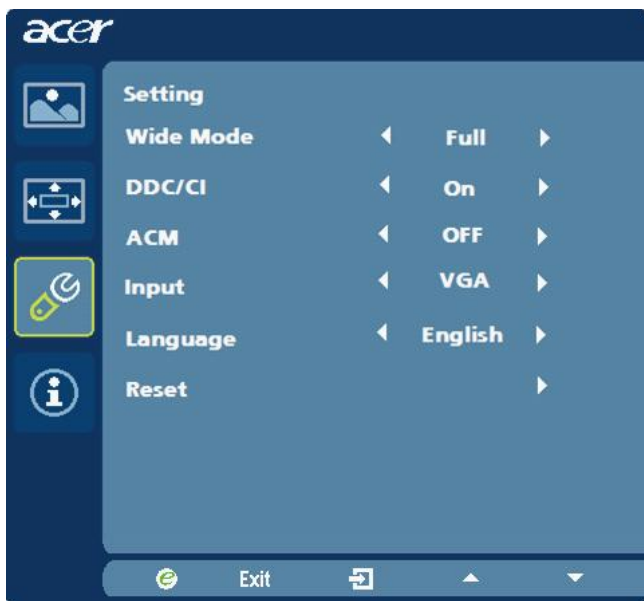 acer
Setting
Wide Mode Full
DDC/CI On
ACM OFF
Input VGA
Language English
Reset
e Exit